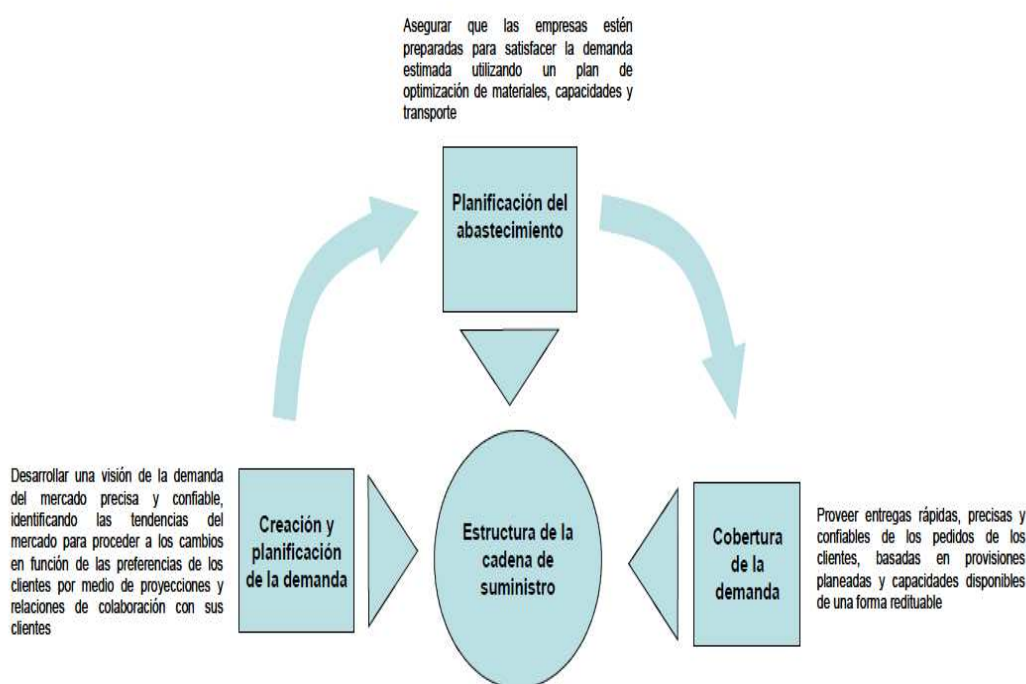 Asegurar que las empresas estén
preparadas para satisfacer la demanda
estimada utilizando un plan de
optimización de materiales, capacidades y
transporte
Planificación del
abastecimiento
Desarrollar una visión de la demanda
del mercado precisa y confiable,
identificando las tendencias del
mercado para proceder a los cambios
en función de las preferencias de los
clientes por medio de proyecciones y
relaciones de colaboración con sus
clientes
Creación y
planificación
de la demanda
Estructura de la
cadena de
suministro
Cobertura
de la
demanda
Proveer entregas rápidas, precisas y
confiables de los pedidos de los
clientes, basadas en provisiones
planeadas y capacidades disponibles
de una forma redituable